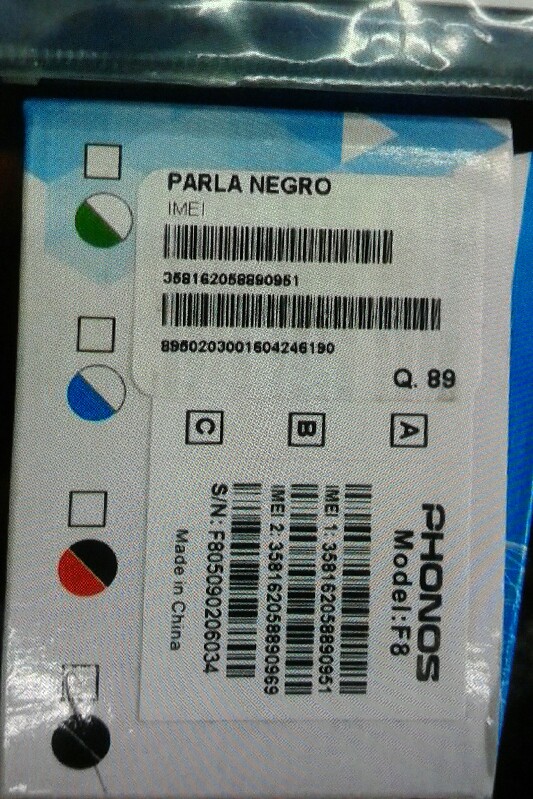 PARLA NEGRO
IMEI
358162058890951
8950203001604246190
Q. 89
A
B
C
PHONOS
Model:F8
IMEI 1: 358162058890951
IMEI 2: 358162058890969
S/N: F805090206034
Made in China